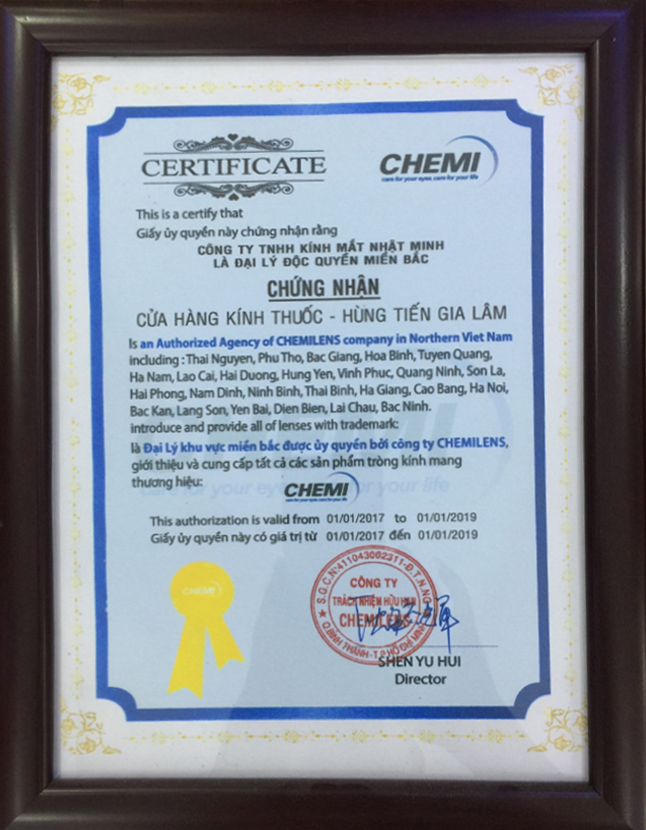 CERTIFICATE
CHEMI
care for your eyes, care for your life
This is a certify that
Giấy ủy quyền này chứng nhận rằng
CÔNG TY TNHH KÍNH MẮT NHẬT MINH
LÀ ĐẠI LÝ ĐỘC QUYỀN MIỀN BẮC
CHỨNG NHẬN
CỬA HÀNG KÍNH THUỐC - HÙNG TIẾN GIA LÂM
Is an Authorized Agency of CHEMILENS company in Northern Viet Nam
including : Thai Nguyen, Phu Tho, Bac Giang, Hoa Binh, Tuyen Quang,
Ha Nam, Lao Cai, Hai Duong, Hung Yen, Vinh Phuc, Quang Ninh, Son La,
Hai Phong, Nam Dinh, Ninh Binh, Thai Binh, Ha Giang, Cao Bang, Ha Noi,
Bac Kan, Lang Son, Yen Bai, Dien Bien, Lai Chau, Bac Ninh.
introduce and provide all of lenses with trademark:
là Đại Lý khu vực miền bắc được ủy quyền bởi công ty CHEMILENS,
giới thiệu và cung cấp tất cả các sản phẩm tròng kính mang
thương hiệu:
CHEMI
care for your eyes, care for your life
This authorization is valid from 01/01/2017 to 01/01/2019
Giấy ủy quyền này có giá trị từ 01/01/2017 đến 01/01/2019
CHEMI
S.G.C.N:411043002311-Đ.T.N.N
CÔNG TY
TRÁCH NHIỆM HỮU HẠN
CHEMILENS
Q.BÌNH THẠNH-T.P HỒ CHÍ MINH
SHEN YU HUI
Director